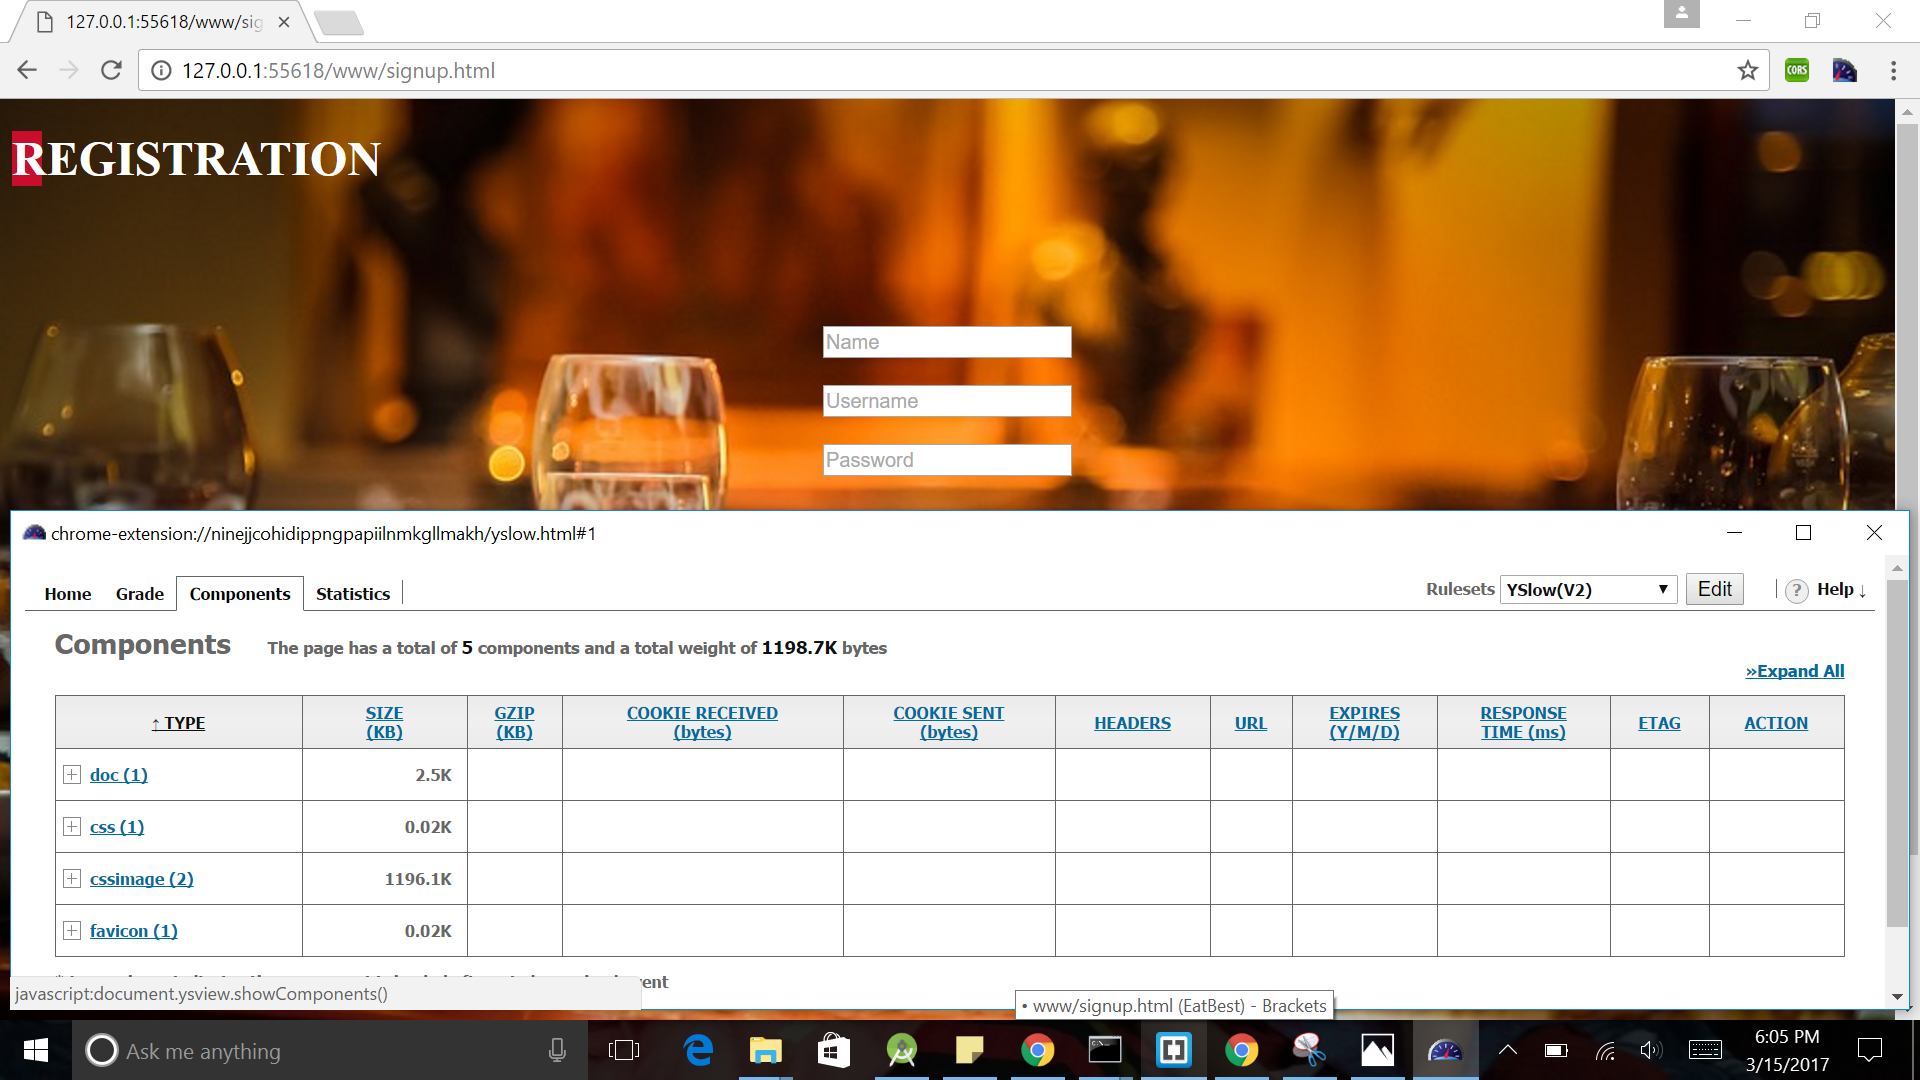 127.0.0.1:55618/www/sig
127.0.0.1:55618/www/signup.html
CORS
REGISTRATION
Name
Username
Password
chrome-extension://ninejjcohidippngpapiilnmkgllmakh/yslow.html#1
Home Grade Components Statistics
Rulesets YSlow(V2) Edit ? Help ↓
Components The page has a total of 5 components and a total weight of 1198.7K bytes
»Expand All
↑ TYPE SIZE (KB) GZIP (KB) COOKIE RECEIVED (bytes) COOKIE SENT (bytes) HEADERS URL EXPIRES (Y/M/D) RESPONSE TIME (ms) ETAG ACTION
doc (1) 2.5K
css (1) 0.02K
cssimage (2) 1196.1K
favicon (1) 0.02K
javascript:document.ysview.showComponents()
• www/signup.html (EatBest) - Brackets
Ask me anything
6:05 PM
3/15/2017